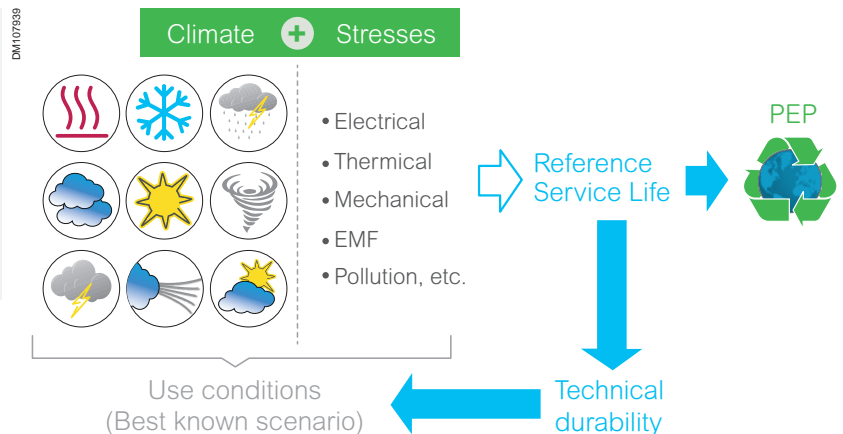 DM107939
Climate + Stresses
• Electrical
• Thermical
• Mechanical
• EMF
• Pollution, etc.
Reference
Service Life
PEP
Use conditions
(Best known scenario)
Technical
durability